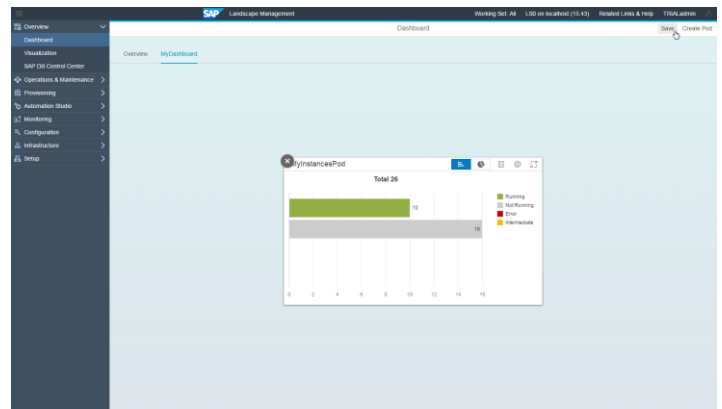 SAP Landscape Management
Working Set: All LSD on localhost (15:43) Related Links & Help TRIALadmin
Overview
Dashboard
Visualization
SAP DB Control Center
Operations & Maintenance
Provisioning
Automation Studio
Monitoring
Configuration
Infrastructure
Setup
Dashboard
Save Create Pod
Overview MyDashboard
MyInstancesPod
Total 26
10
16
Running
Not Running
Error
Intermediate
0 2 4 6 8 10 12 14 16